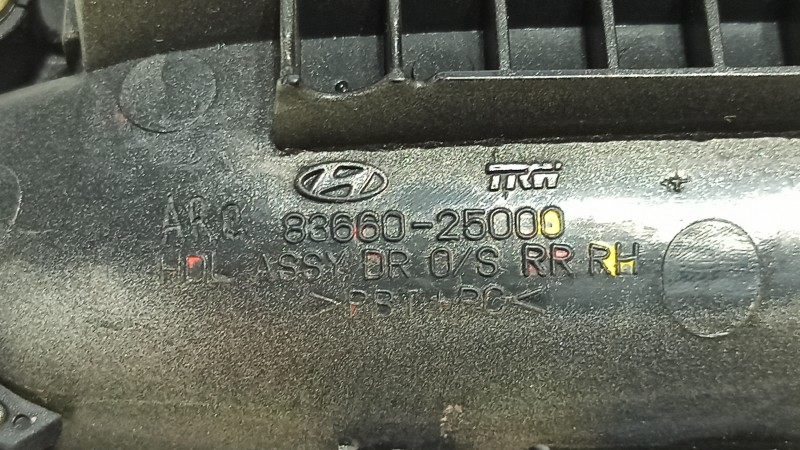 TRW
ARQ 83660-25000
HDL ASSY DR O/S RR RH
>PBT+PC<